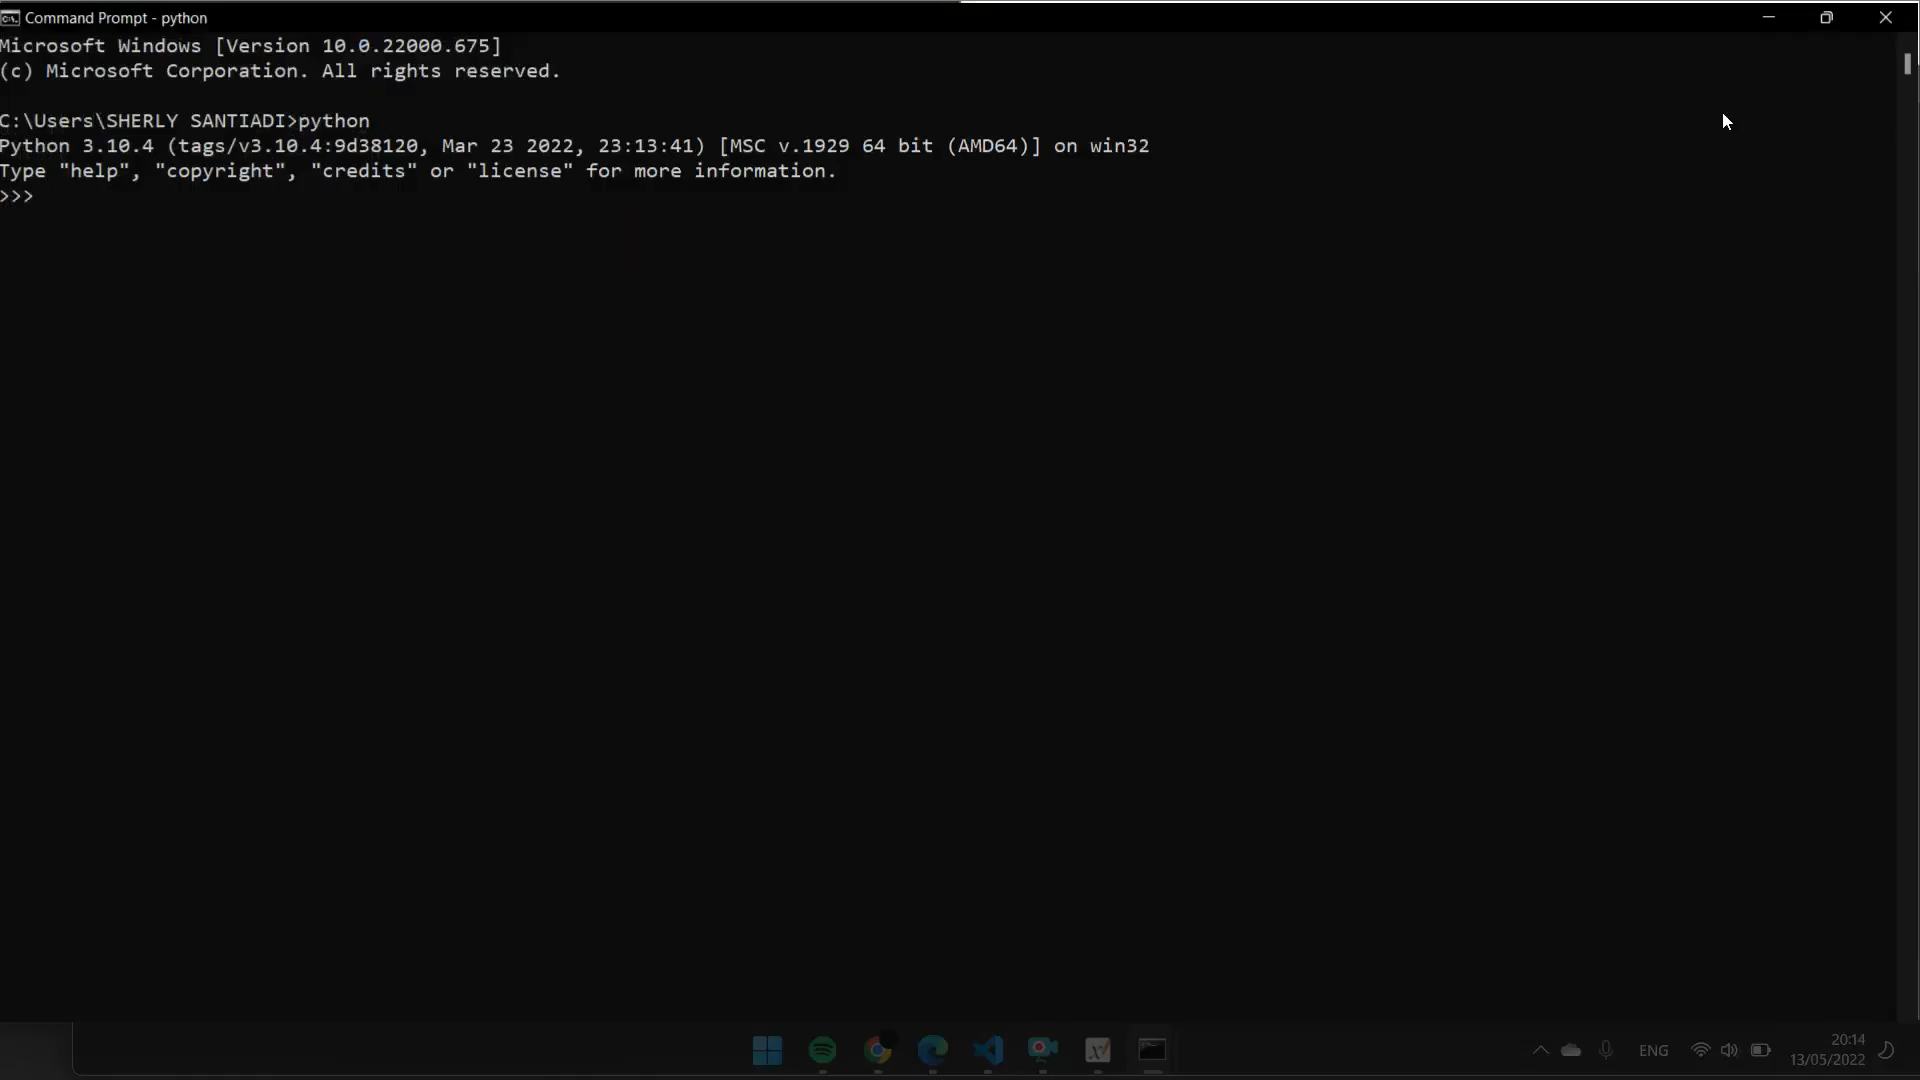 Command Prompt - python
Microsoft Windows [Version 10.0.22000.675]
(c) Microsoft Corporation. All rights reserved.
C:\Users\SHERLY SANTIADI>python
Python 3.10.4 (tags/v3.10.4:9d38120, Mar 23 2022, 23:13:41) [MSC v.1929 64 bit (AMD64)] on win32
Type "help", "copyright", "credits" or "license" for more information.
>>>
ENG
20:14
13/05/2022